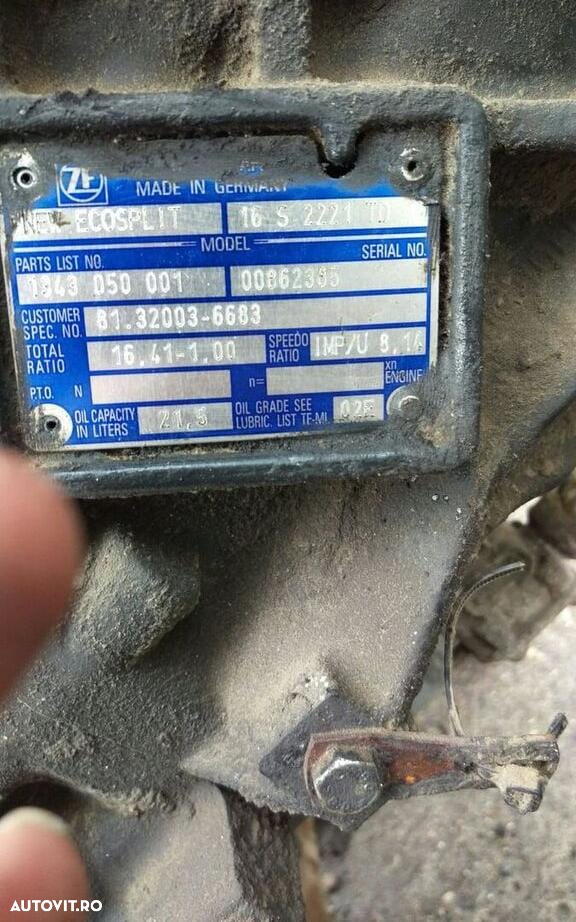 ZF
MADE IN GERMANY
NEW ECOSPLIT 16 S 2221 TD
MODEL
PARTS LIST NO. SERIAL NO.
1343 050 001 00862385
CUSTOMER SPEC. NO. 81.32003-6683
TOTAL RATIO 16,41-1,00 SPEEDO RATIO IMP/U 8,14
P.T.O. N n= xn ENGINE
OIL CAPACITY IN LITERS 21,5 OIL GRADE SEE LUBRIC. LIST TE-ML 02E
AUTOVIT.RO